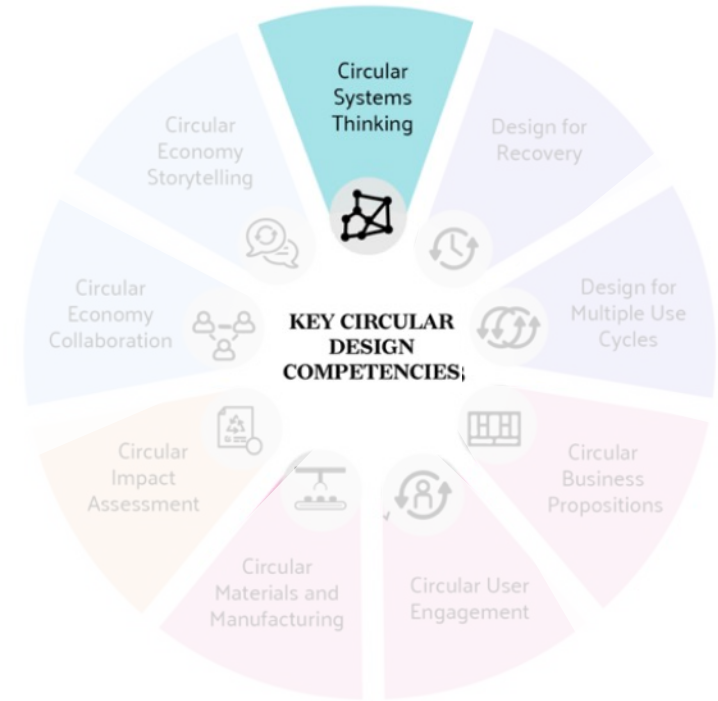 Circular
Systems
Thinking
Design for
Recovery
Design for
Multiple Use
Cycles
Circular
Business
Propositions
Circular User
Engagement
Circular
Materials and
Manufacturing
Circular
Impact
Assessment
Circular
Economy
Collaboration
Circular
Economy
Storytelling
KEY CIRCULAR
DESIGN
COMPETENCIES